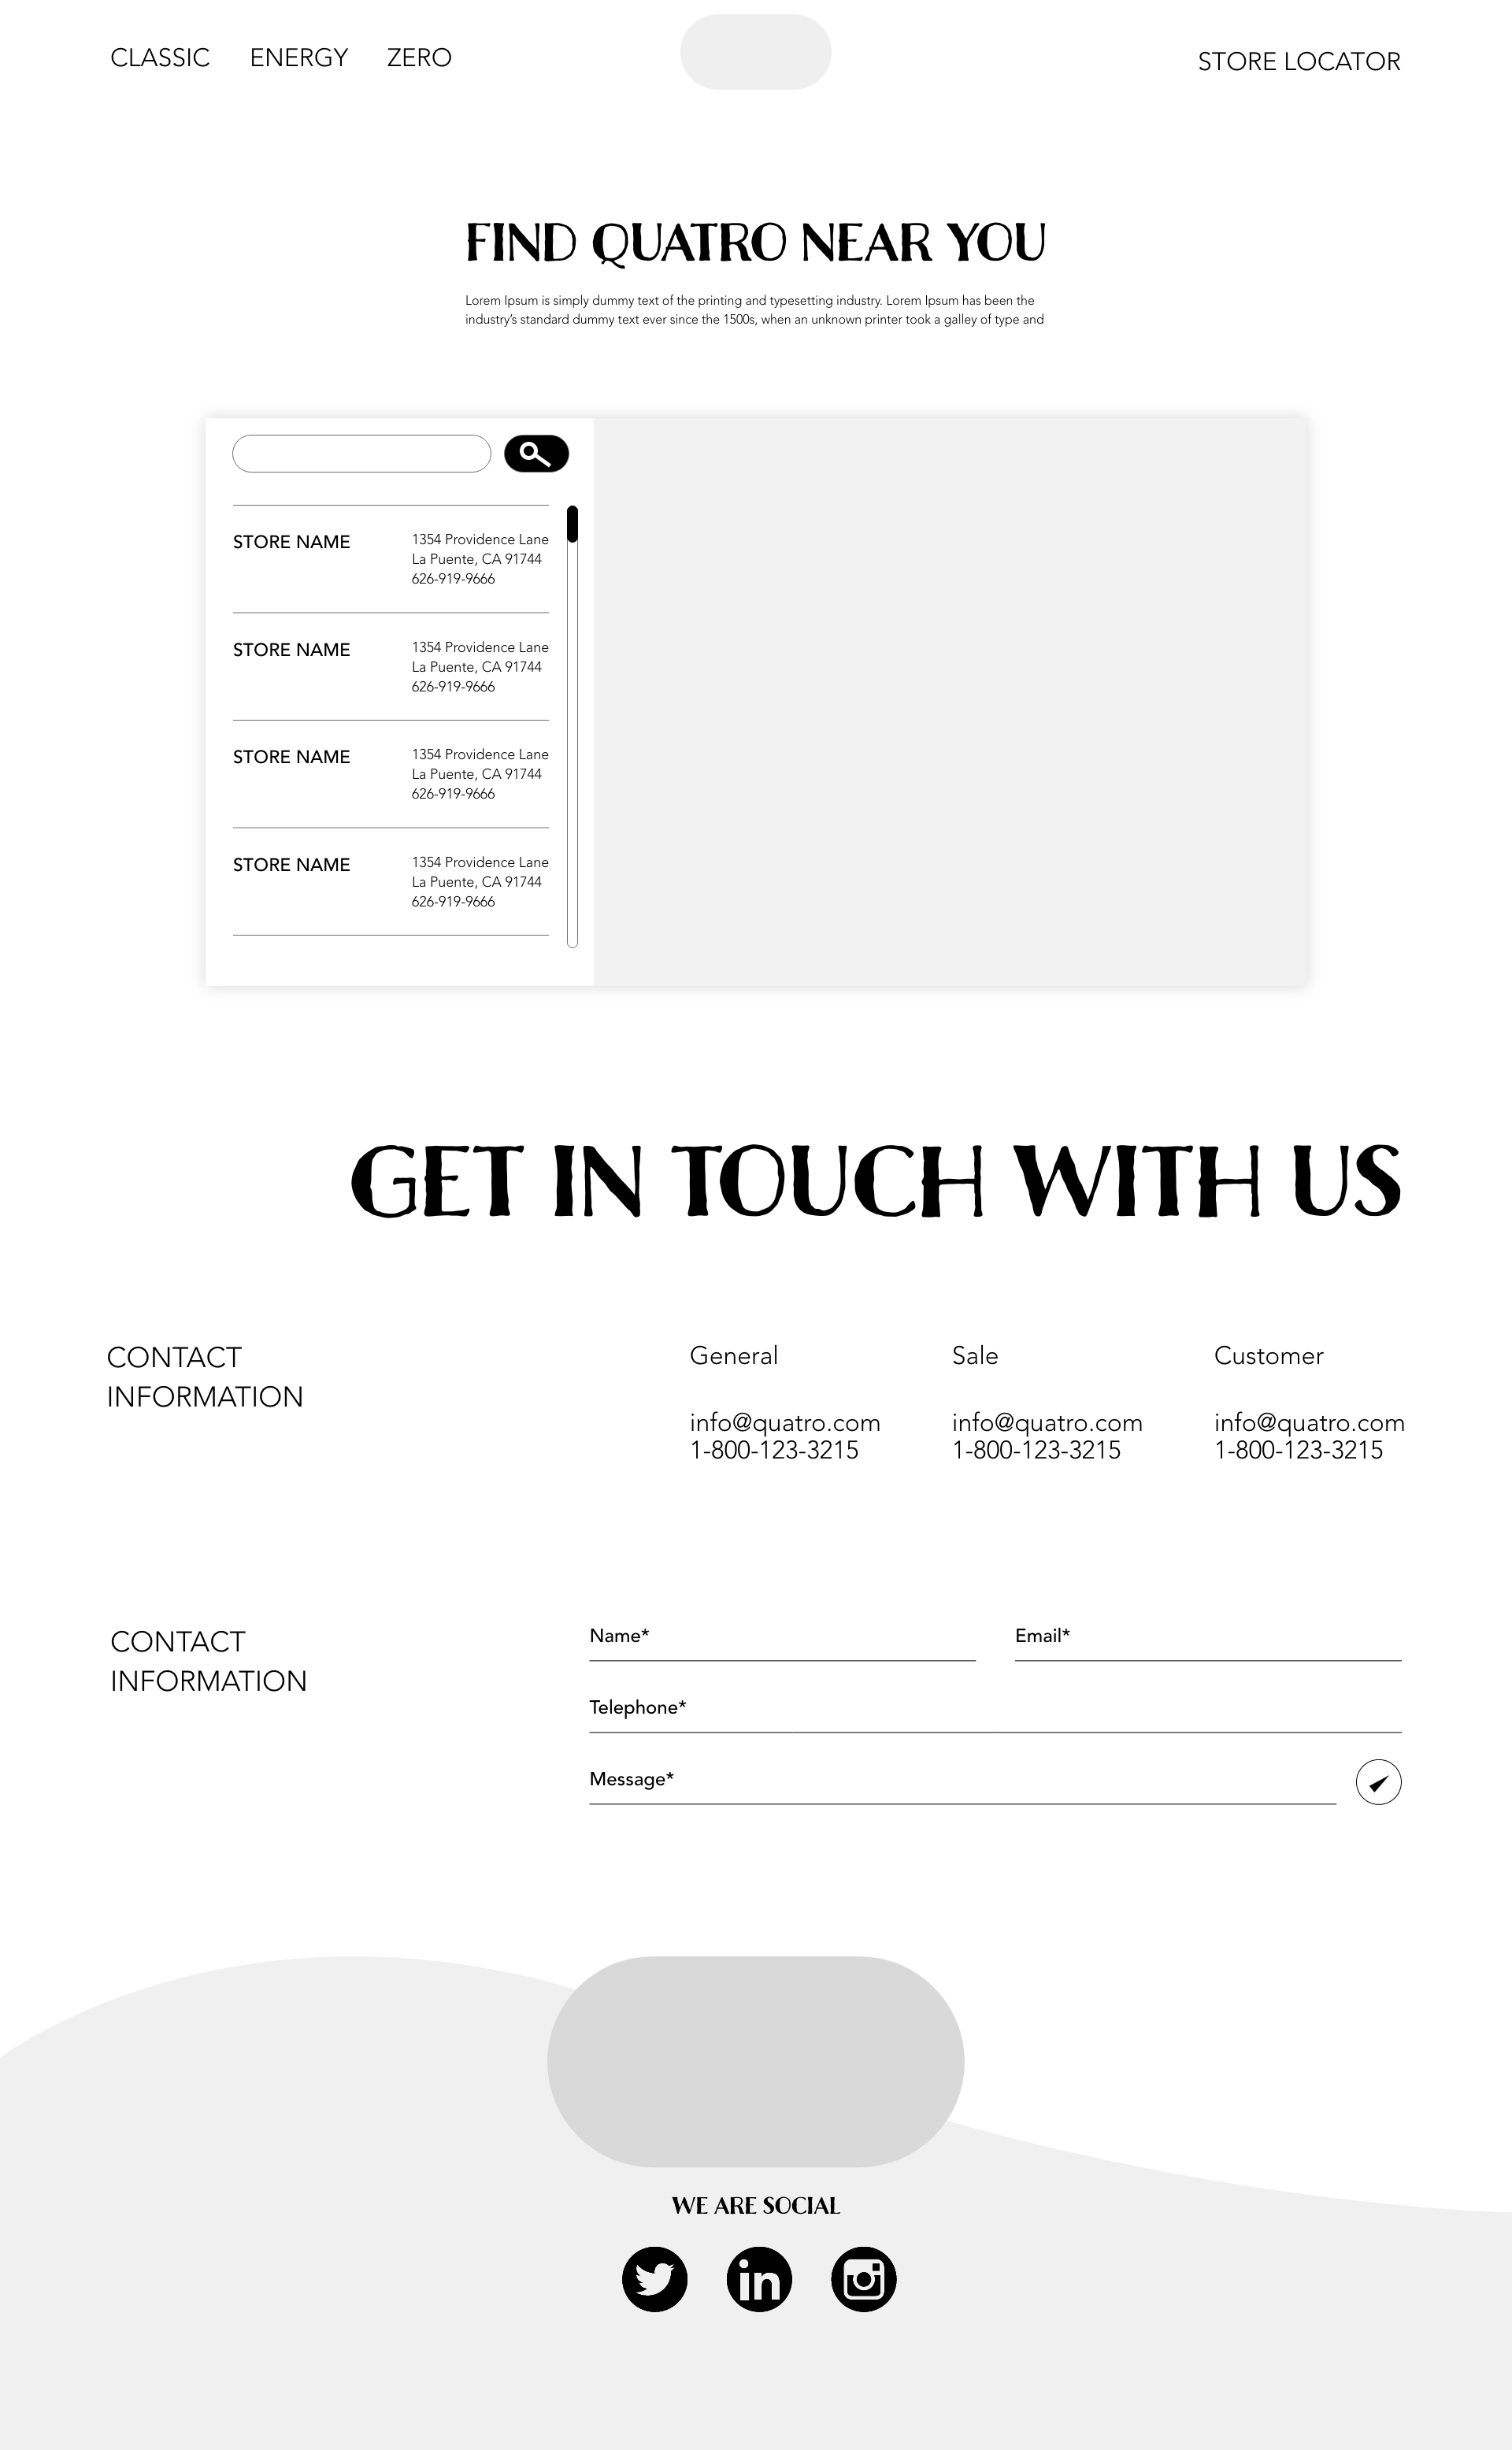 CLASSIC ENERGY ZERO STORE LOCATOR
FIND QUATRO NEAR YOU
Lorem Ipsum is simply dummy text of the printing and typesetting industry. Lorem Ipsum has been the
industry’s standard dummy text ever since the 1500s, when an unknown printer took a galley of type and
STORE NAME
1354 Providence Lane
La Puente, CA 91744
626-919-9666
STORE NAME
1354 Providence Lane
La Puente, CA 91744
626-919-9666
STORE NAME
1354 Providence Lane
La Puente, CA 91744
626-919-9666
STORE NAME
1354 Providence Lane
La Puente, CA 91744
626-919-9666
GET IN TOUCH WITH US
CONTACT
INFORMATION
General
info@quatro.com
1-800-123-3215
Sale
info@quatro.com
1-800-123-3215
Customer
info@quatro.com
1-800-123-3215
CONTACT
INFORMATION
Name* Email*
Telephone*
Message*
WE ARE SOCIAL
in